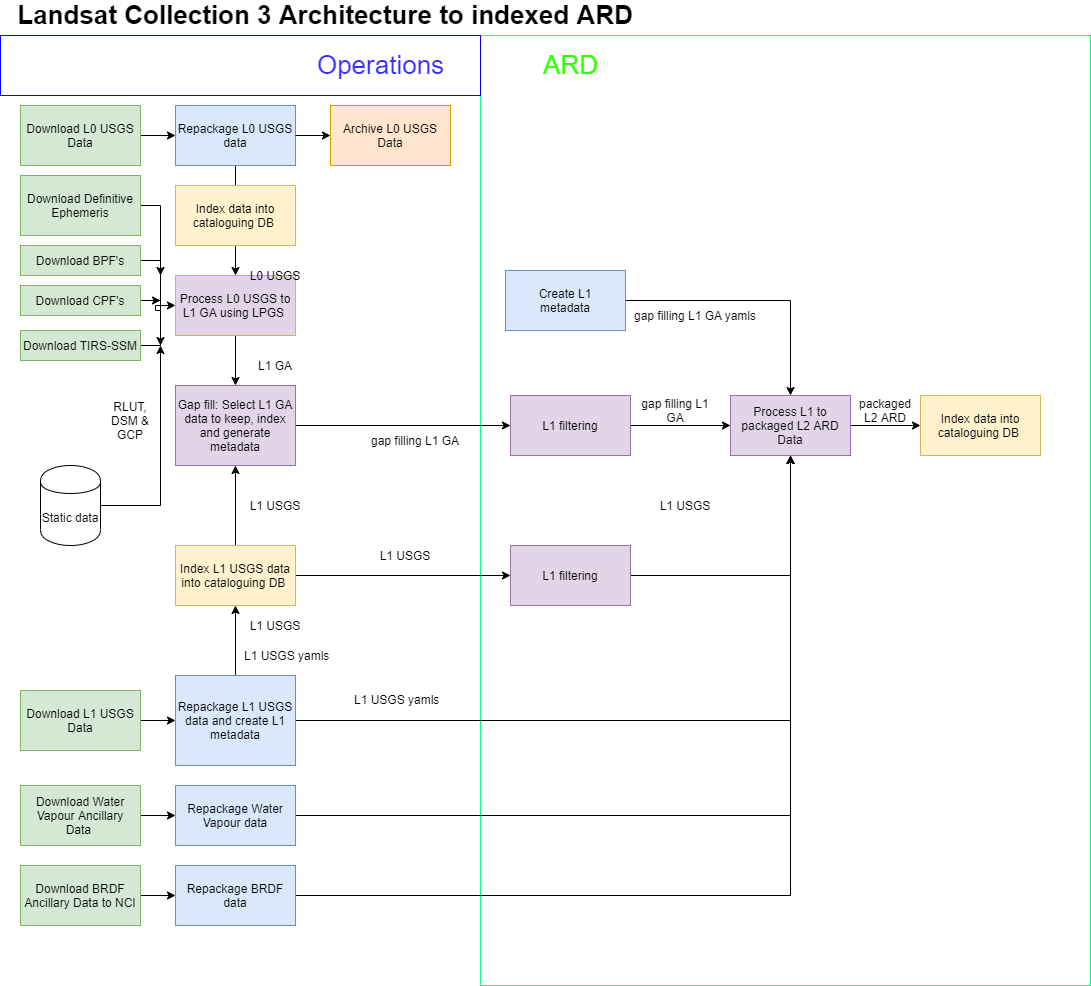 Landsat Collection 3 Architecture to indexed ARD
Operations
ARD
Download L0 USGS
Data
Repackage L0 USGS
data
Archive L0 USGS
Data
Download Definitive
Ephemeris
Index data into
cataloguing DB
Download BPF's
L0 USGS
Download CPF's
Process L0 USGS to
L1 GA using LPGS
Create L1
metadata
gap filling L1 GA yamls
Download TIRS-SSM
L1 GA
RLUT,
DSM &
GCP
Gap fill: Select L1 GA
data to keep, index
and generate
metadata
gap filling L1 GA
L1 filtering
gap filling L1
GA
Process L1 to
packaged L2 ARD
Data
packaged
L2 ARD
Index data into
cataloguing DB
Static data
L1 USGS
L1 USGS
Index L1 USGS data
into cataloguing DB
L1 USGS
L1 filtering
L1 USGS
L1 USGS yamls
Download L1 USGS
Data
Repackage L1 USGS
data and create L1
metadata
L1 USGS yamls
Download Water
Vapour Ancillary
Data
Repackage Water
Vapour data
Download BRDF
Ancillary Data to NCI
Repackage BRDF
data